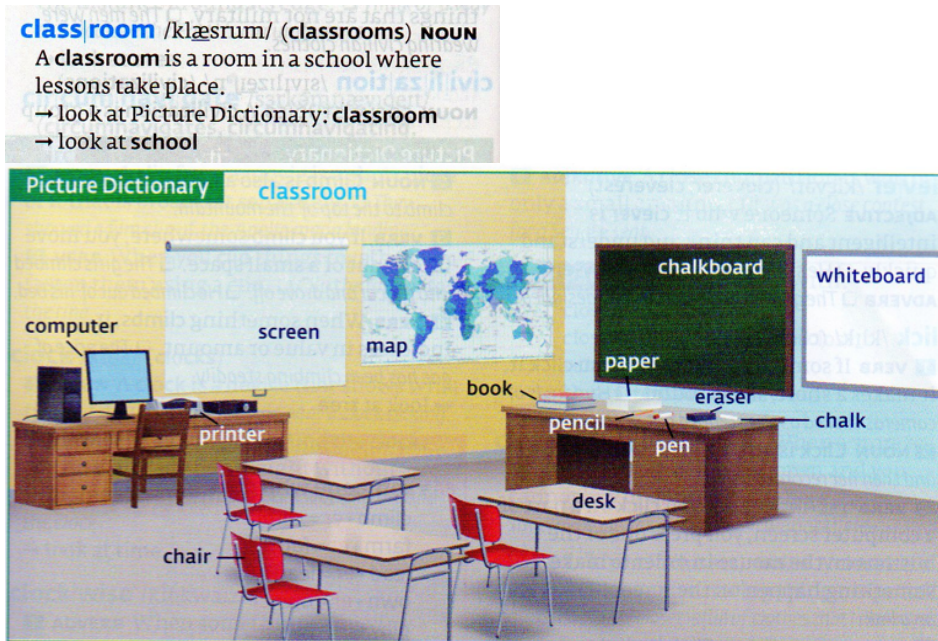 class|room /klæsrum/ (classrooms) NOUN
A classroom is a room in a school where
lessons take place.
→ look at Picture Dictionary: classroom
→ look at school
Picture Dictionary classroom
chalkboard
whiteboard
computer
screen
map
paper
book
eraser
pencil
chalk
printer
pen
desk
chair